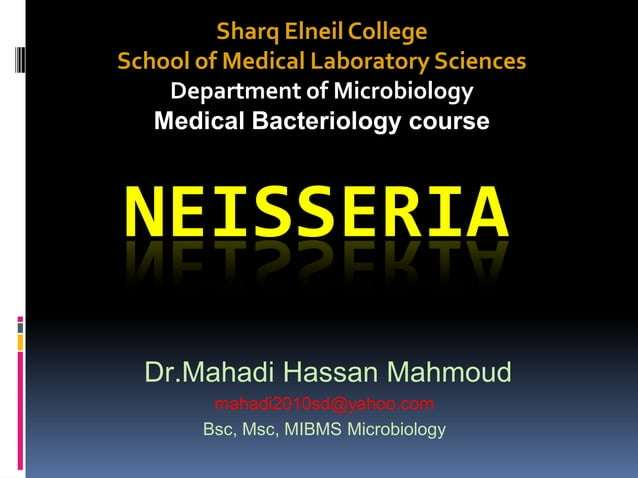 Sharq Elneil College
School of Medical Laboratory Sciences
Department of Microbiology
Medical Bacteriology course
NEISSERIA
Dr.Mahadi Hassan Mahmoud
mahadi2010sd@yahoo.com
Bsc, Msc, MIBMS Microbiology